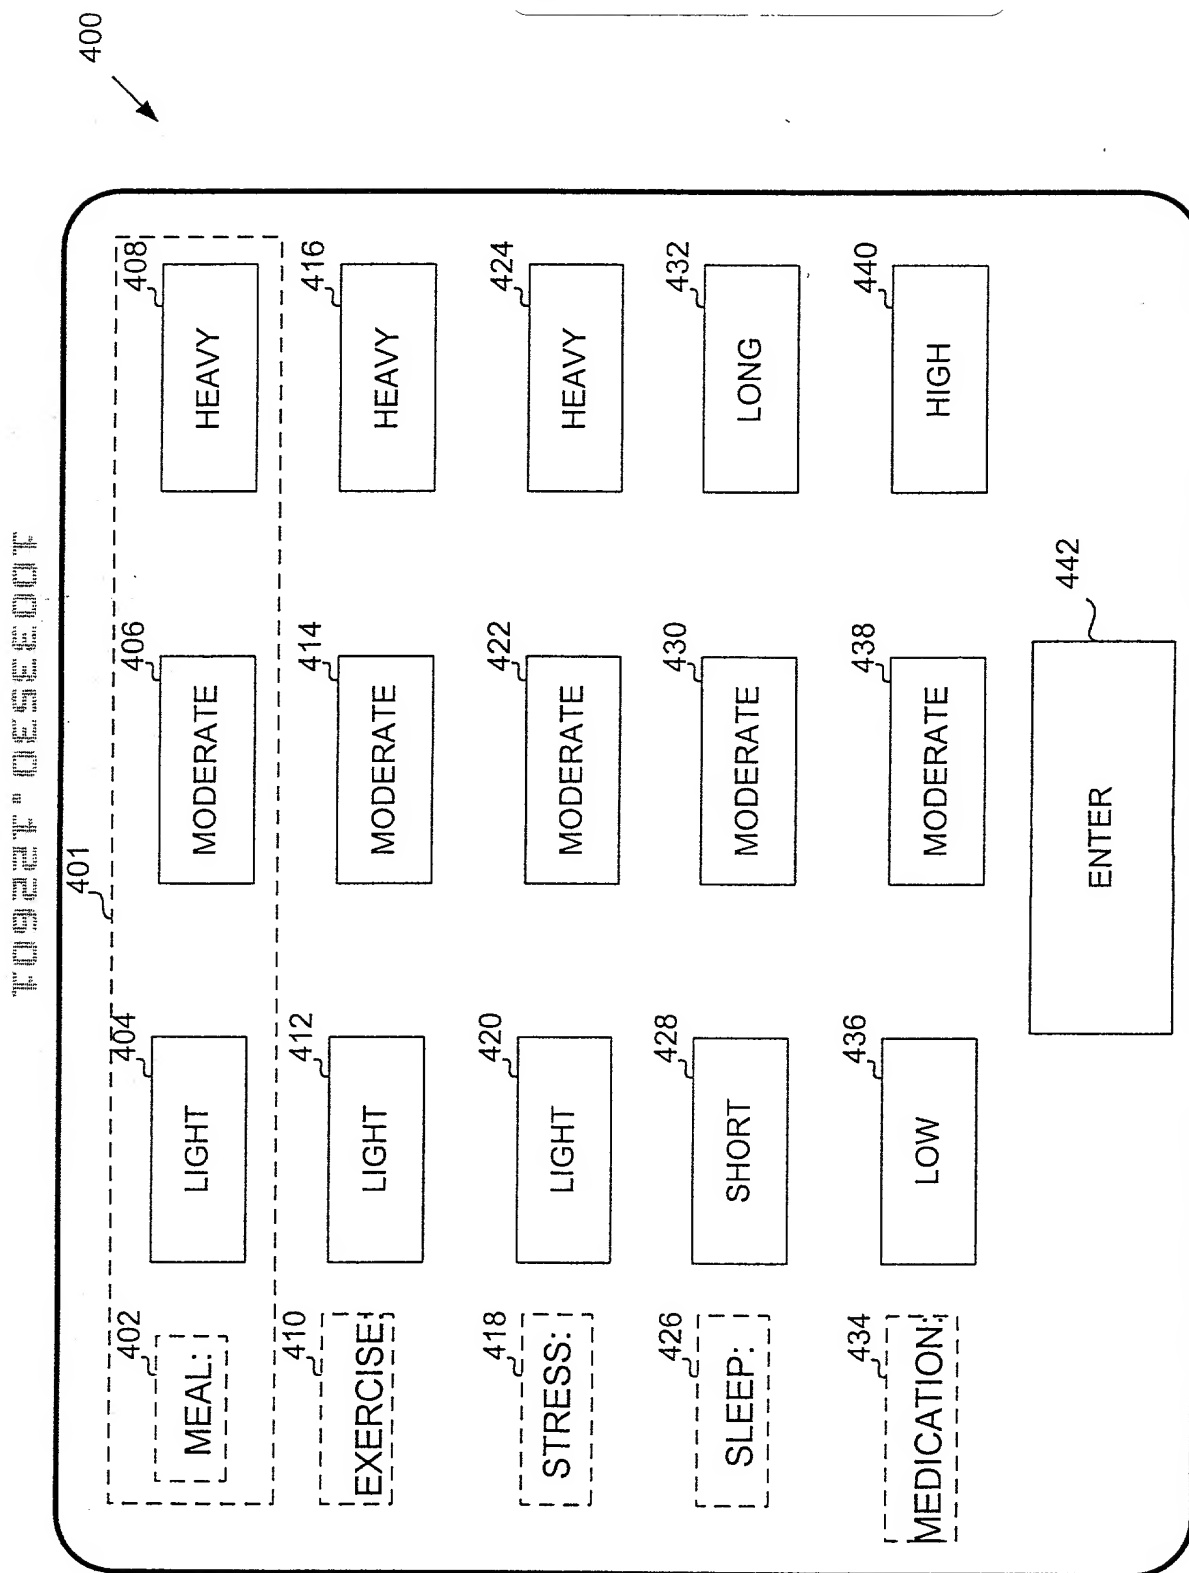 10033530.122601
400
401
402 404 406 408
MEAL: LIGHT MODERATE HEAVY
410 412 414 416
EXERCISE: LIGHT MODERATE HEAVY
418 420 422 424
STRESS: LIGHT MODERATE HEAVY
426 428 430 432
SLEEP: SHORT MODERATE LONG
434 436 438 440
MEDICATION: LOW MODERATE HIGH
442
ENTER